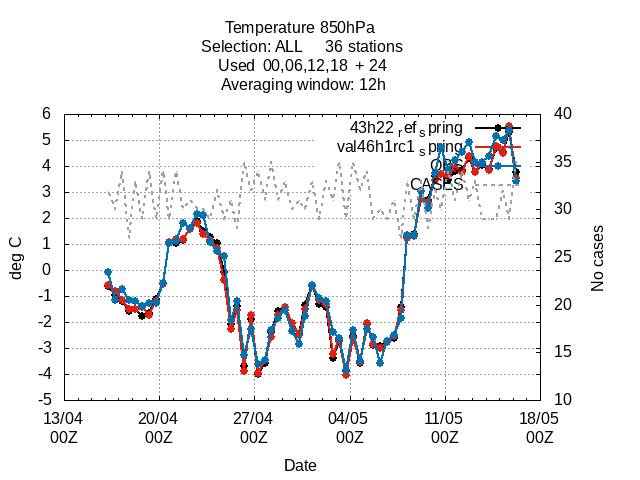 Temperature 850hPa
Selection: ALL 36 stations
Used 00,06,12,18 + 24
Averaging window: 12h
43h22_ref_spring
val46h1rc1_spring
OBS
CASES
deg C
6
5
4
3
2
1
0
-1
-2
-3
-4
-5
No cases
40
35
30
25
20
15
10
13/04 20/04 27/04 04/05 11/05 18/05
00Z 00Z 00Z 00Z 00Z 00Z
Date